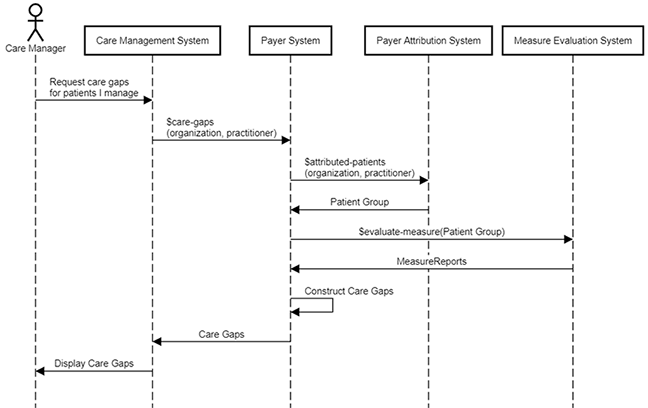 Care Manager
Care Management System
Payer System
Payer Attribution System
Measure Evaluation System
Request care gaps
for patients I manage
$care-gaps
(organization, practitioner)
$attributed-patients
(organization, practitioner)
Patient Group
$evaluate-measure(Patient Group)
MeasureReports
Construct Care Gaps
Care Gaps
Display Care Gaps